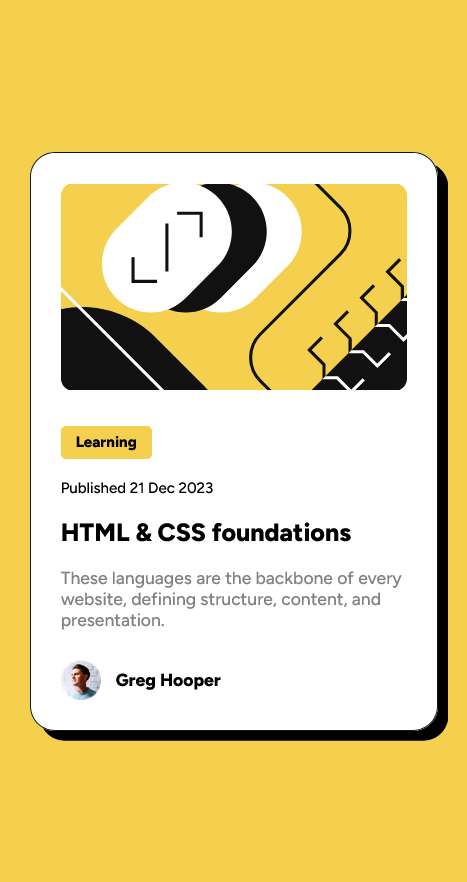 Learning
Published 21 Dec 2023
HTML & CSS foundations
These languages are the backbone of every
website, defining structure, content, and
presentation.
Greg Hooper